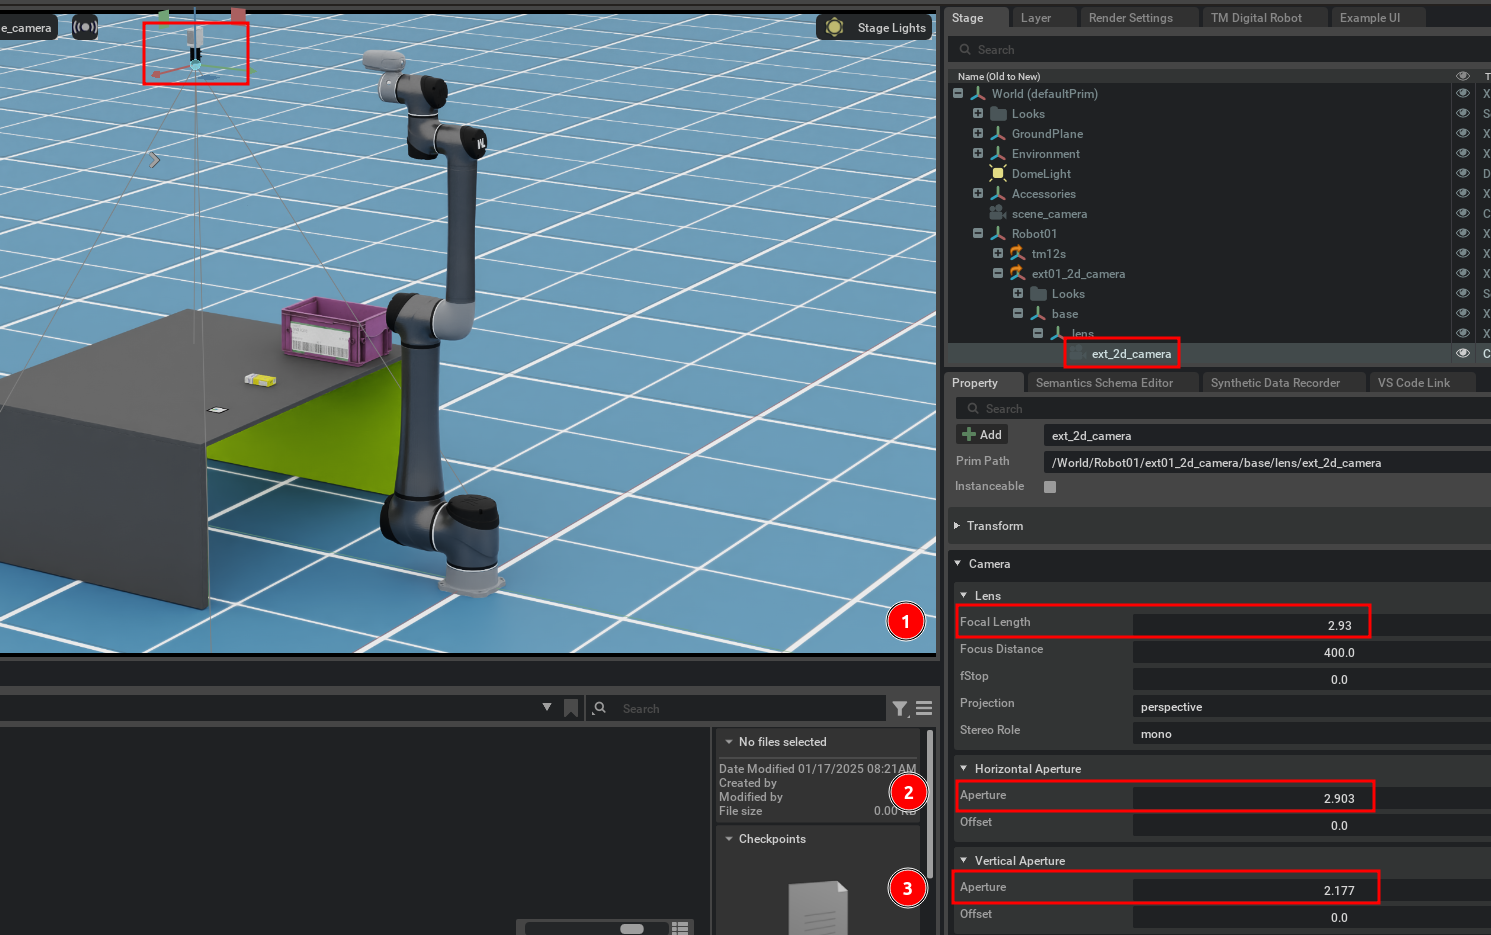 e_camera
Stage Lights
1
Stage
Layer
Render Settings
TM Digital Robot
Example UI
Search
Name (Old to New)
T
World (defaultPrim)
X
Looks
S
GroundPlane
X
Environment
X
DomeLight
D
Accessories
X
scene_camera
C
Robot01
X
tm12s
X
ext01_2d_camera
X
Looks
S
base
X
lens
X
ext_2d_camera
C
Property
Semantics Schema Editor
Synthetic Data Recorder
VS Code Link
Search
Add
ext_2d_camera
Prim Path
/World/Robot01/ext01_2d_camera/base/lens/ext_2d_camera
Instanceable
Transform
Camera
Lens
Focal Length
2.93
Focus Distance
400.0
fStop
0.0
Projection
perspective
Stereo Role
mono
Horizontal Aperture
Aperture
2.903
Offset
0.0
Vertical Aperture
Aperture
2.177
Offset
0.0
Search
No files selected
Date Modified 01/17/2025 08:21AM
Created by
Modified by
File size
0.00 KB
2
Checkpoints
3